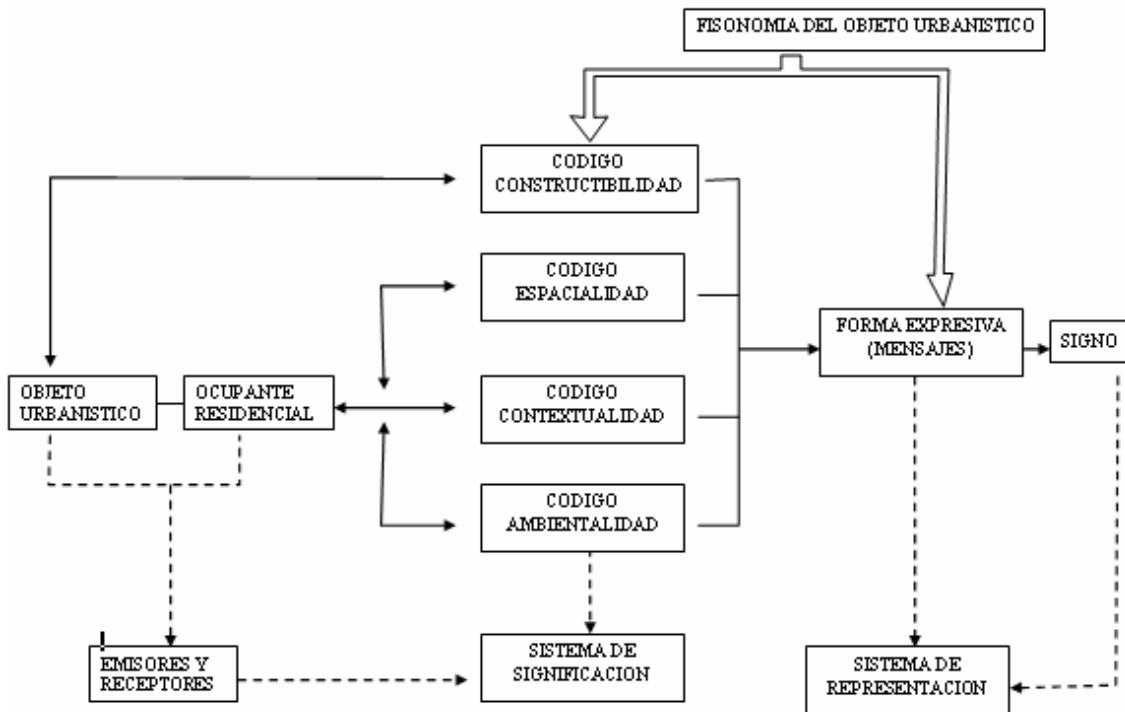 FISONOMIA DEL OBJETO URBANISTICO
CODIGO
CONSTRUCTIBILIDAD
CODIGO
ESPACIALIDAD
FORMA EXPRESIVA
(MENSAJES)
SIGNO
OBJETO
URBANISTICO
OCUPANTE
RESIDENCIAL
CODIGO
CONTEXTUALIDAD
CODIGO
AMBIENTALIDAD
EMISORES Y
RECEPTORES
SISTEMA DE
SIGNIFICACION
SISTEMA DE
REPRESENTACION